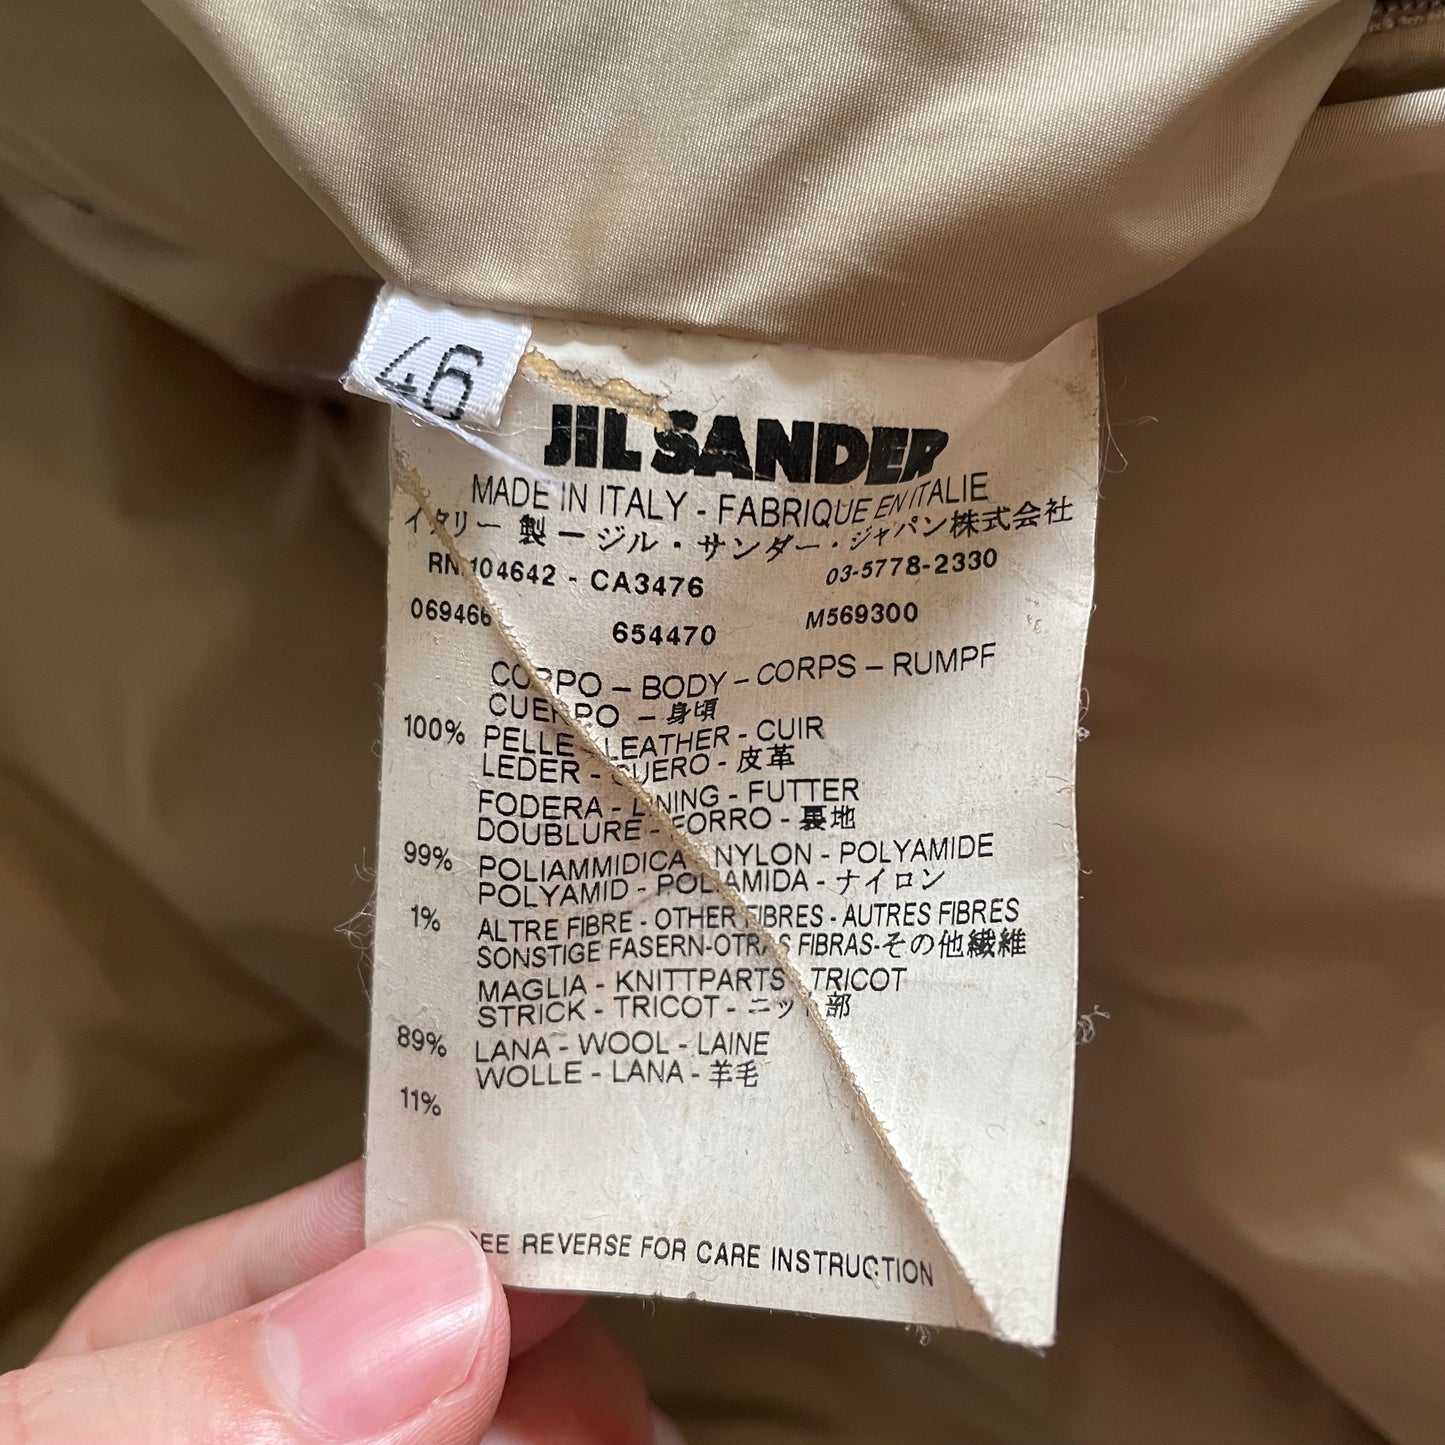 46
JIL SANDER
MADE IN ITALY - FABRIQUE EN ITALIE
イタリー 製 ー ジル・サンダー・ジャパン株式会社
RN 104642 - CA3476 03-5778-2330
069466 654470 M569300
CORPO – BODY – CORPS – RUMPF
CUERPO – 身頃
100% PELLE - LEATHER - CUIR
LEDER - CUERO - 皮革
FODERA - LINING - FUTTER
DOUBLURE - FORRO - 裏地
99% POLIAMMIDICA NYLON - POLYAMIDE
POLYAMID - POLIAMIDA - ナイロン
1% ALTRE FIBRE - OTHER FIBRES - AUTRES FIBRES
SONSTIGE FASERN-OTRAS FIBRAS-その他繊維
MAGLIA - KNITTPARTS TRICOT
STRICK - TRICOT - ニット部
89% LANA - WOOL - LAINE
WOLLE - LANA - 羊毛
11%
SEE REVERSE FOR CARE INSTRUCTION